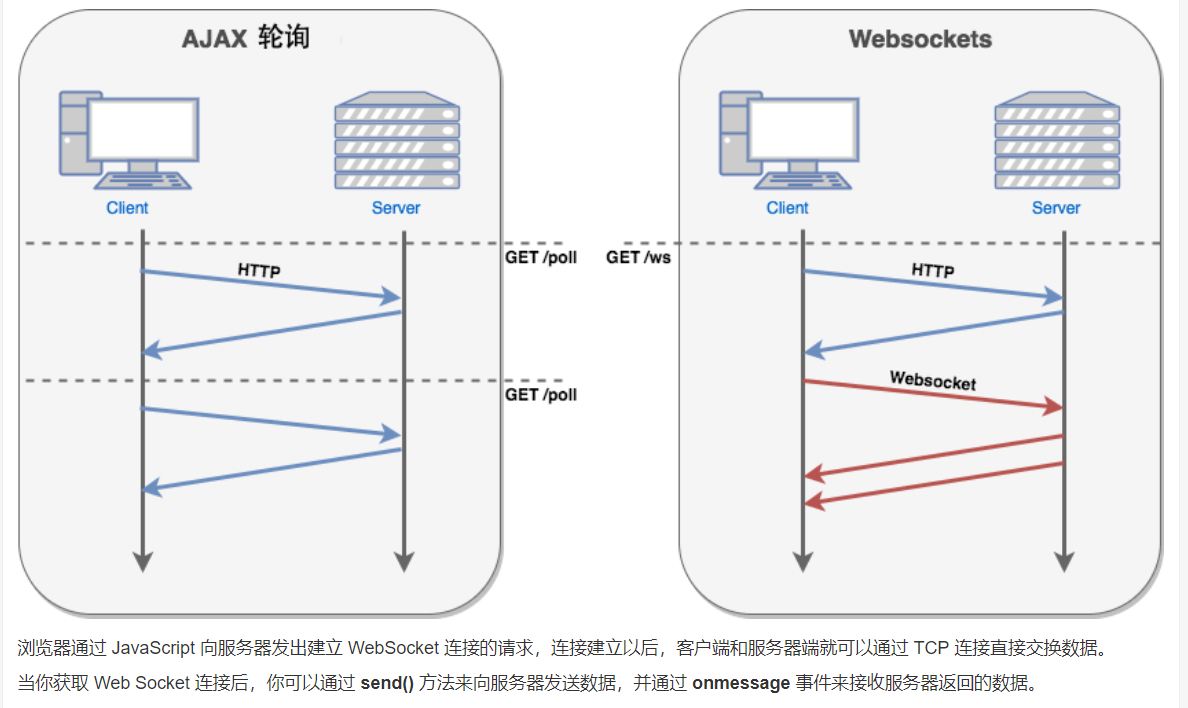 AJAX 轮询
Client
Server
GET /poll
HTTP
GET /poll
Websockets
Client
Server
GET /ws
HTTP
Websocket
浏览器通过 JavaScript 向服务器发出建立 WebSocket 连接的请求，连接建立以后，客户端和服务器端就可以通过 TCP 连接直接交换数据。
当你获取 Web Socket 连接后，你可以通过 send() 方法来向服务器发送数据，并通过 onmessage 事件来接收服务器返回的数据。